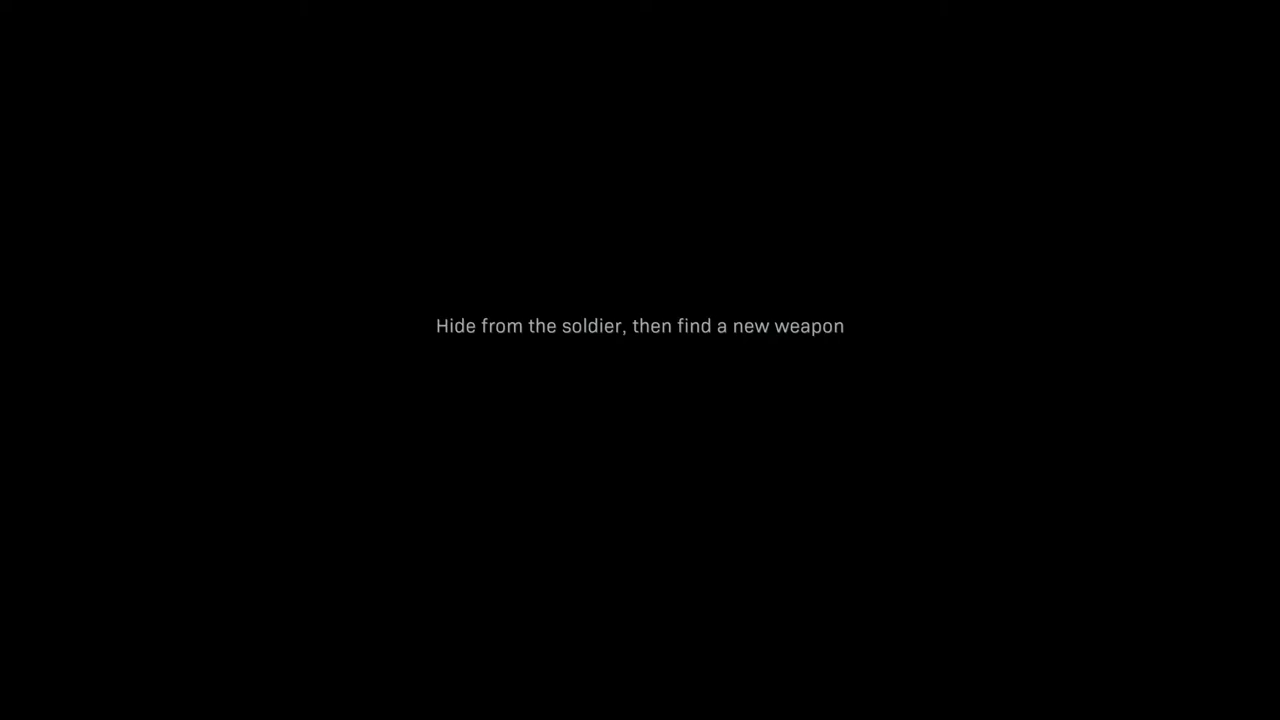 Hide from the soldier, then find a new weapon